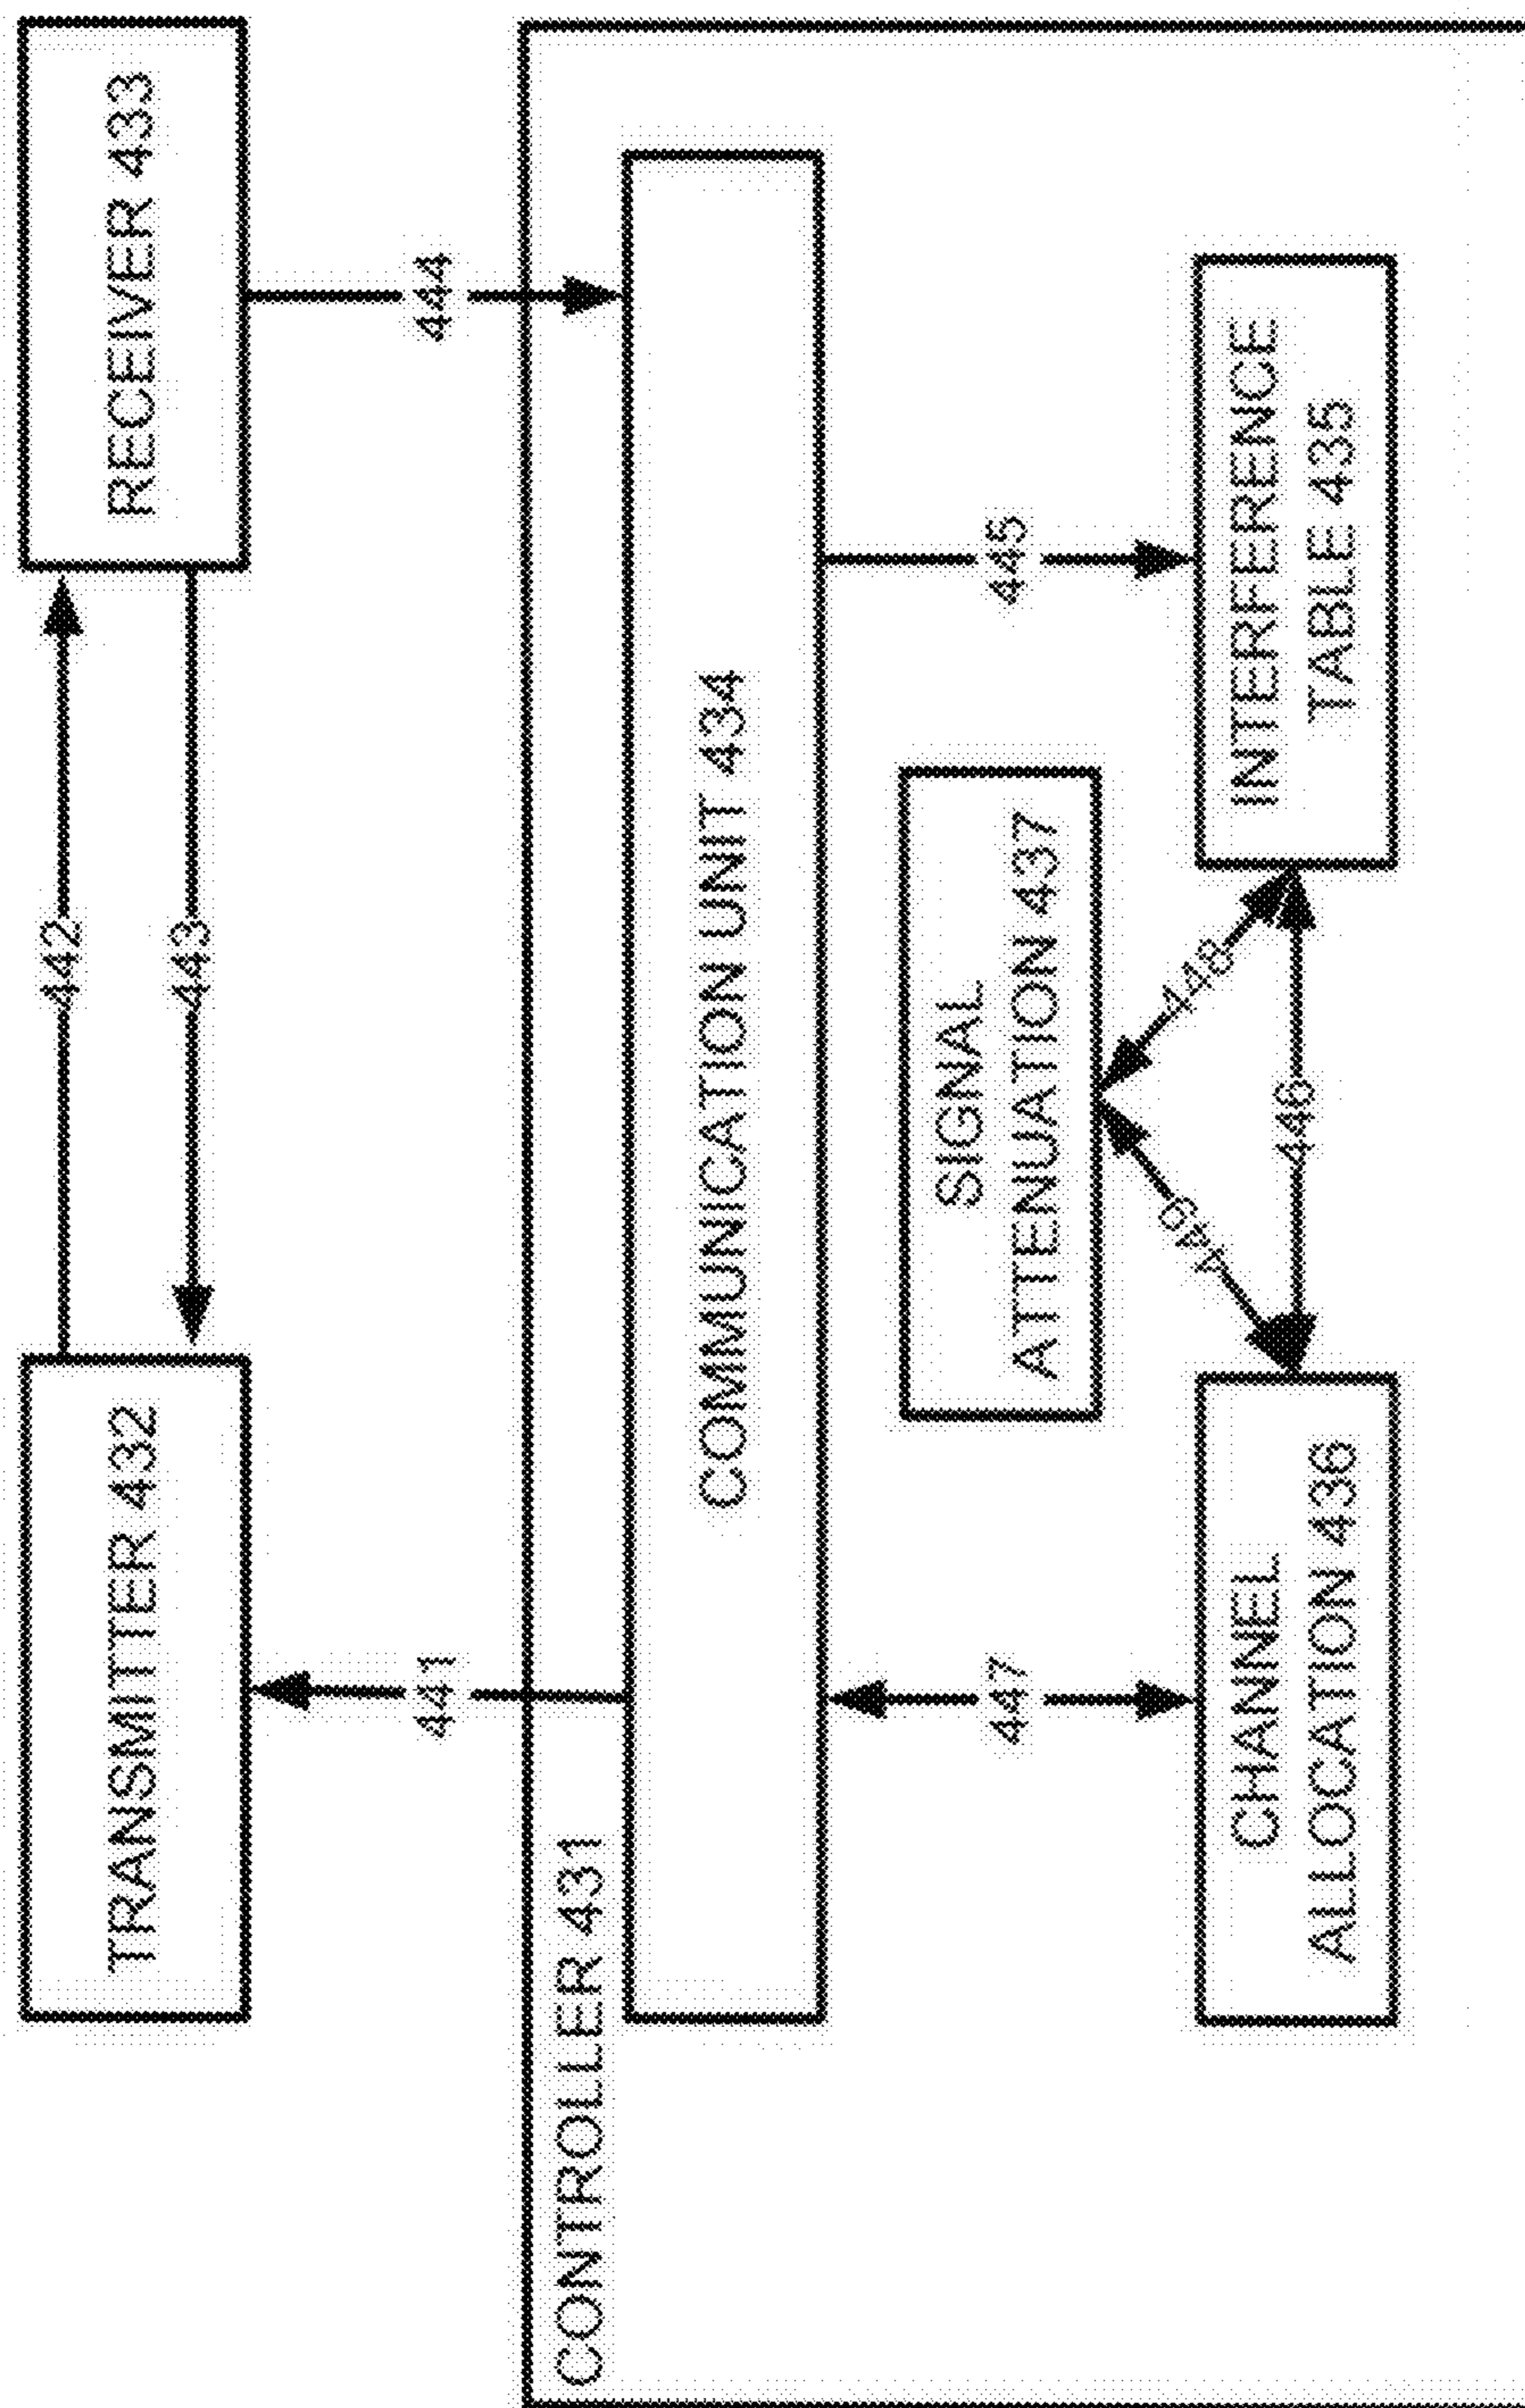 TRANSMITTER 432
442
443
RECEIVER 433
441
444
CONTROLLER 431
COMMUNICATION UNIT 434
447
445
SIGNAL
ATTENUATION 437
449
448
446
CHANNEL
ALLOCATION 436
INTERFERENCE
TABLE 435